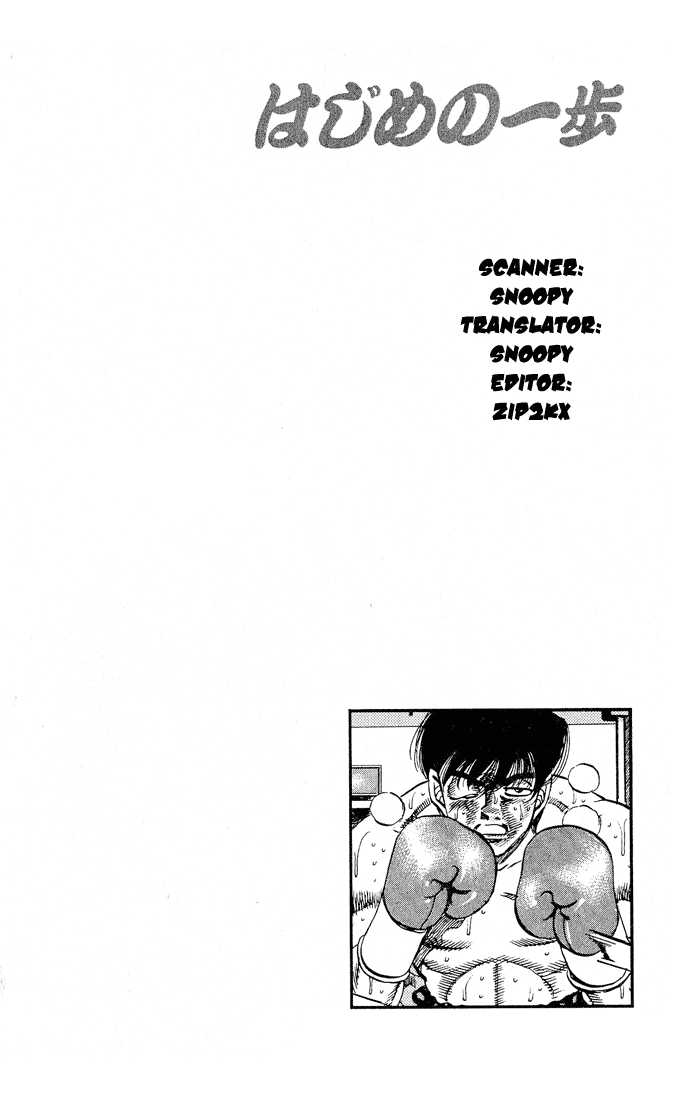 はじめの一歩
SCANNER:
SNOOPY
TRANSLATOR:
SNOOPY
EDITOR:
ZIP2KX